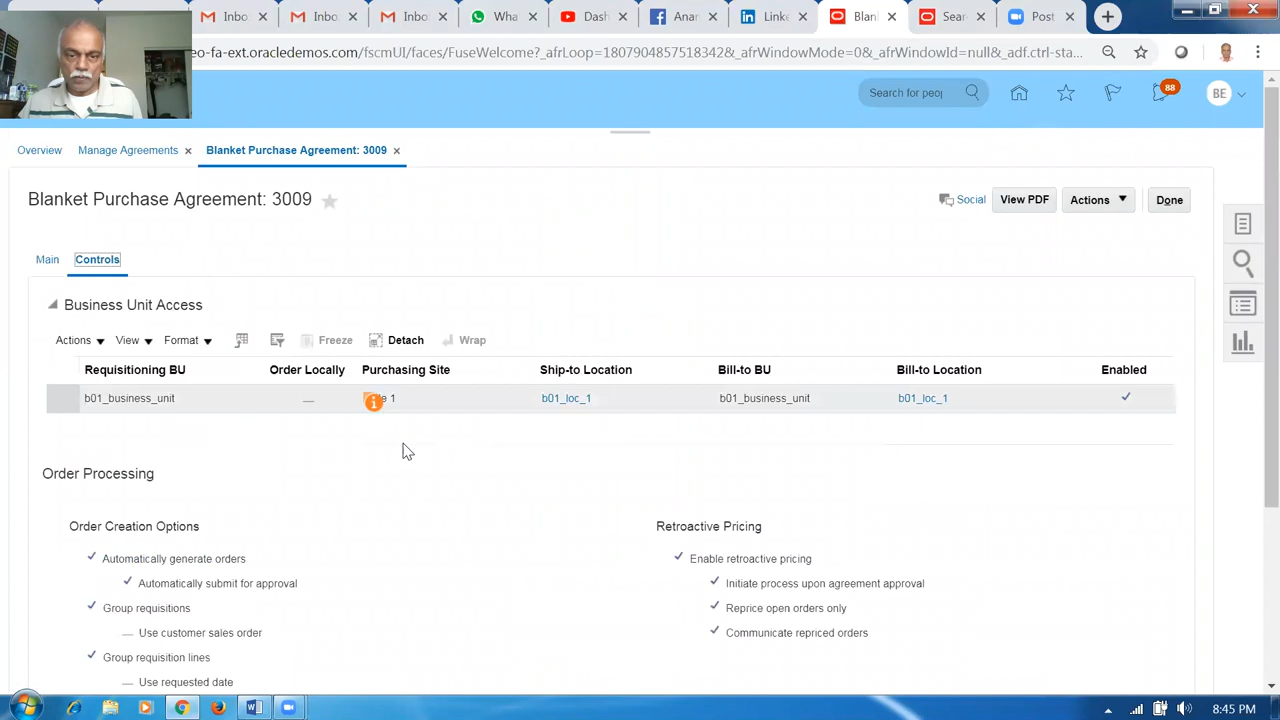 Inbo
Inbo
Inbo
Wha
Dash
Anan
Linke
Blank
Sear
Post
eo-fa-ext.oracledemos.com/fscmUI/faces/FuseWelcome?_afrLoop=1817904857518342&_afrWindowMode=0&_afrWindowId=null&_adf.ctrl-sta...
Search for peop
88
BE
Overview
Manage Agreements
Blanket Purchase Agreement: 3009
Blanket Purchase Agreement: 3009
Social
View PDF
Actions
Done
Main
Controls
Business Unit Access
Actions
View
Format
Freeze
Detach
Wrap
Requisitioning BU Order Locally Purchasing Site Ship-to Location Bill-to BU Bill-to Location Enabled
b01_business_unit e 1 b01_loc_1 b01_business_unit b01_loc_1
Order Processing
Order Creation Options
Retroactive Pricing
Automatically generate orders
Enable retroactive pricing
Automatically submit for approval
Initiate process upon agreement approval
Group requisitions
Reprice open orders only
Use customer sales order
Communicate repriced orders
Group requisition lines
Use requested date
8:45 PM